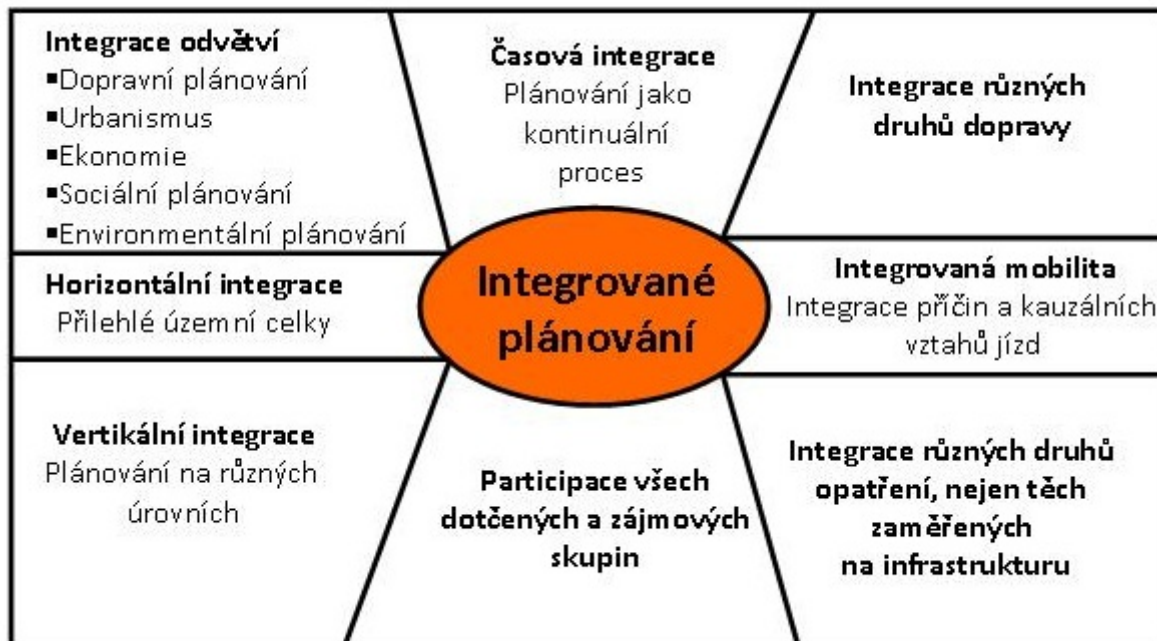 Integrace odvětví
▪Dopravní plánování
▪Urbanismus
▪Ekonomie
▪Sociální plánování
▪Environmentální plánování
Časová integrace
Plánování jako
kontinuální
proces
Integrace různých
druhů dopravy
Horizontální integrace
Přilehlé územní celky
Integrované
plánování
Integrovaná mobilita
Integrace příčin a kauzálních
vztahů jízd
Vertikální integrace
Plánování na různých
úrovních
Participace všech
dotčených a zájmových
skupin
Integrace různých druhů
opatření, nejen těch
zaměřených
na infrastrukturu